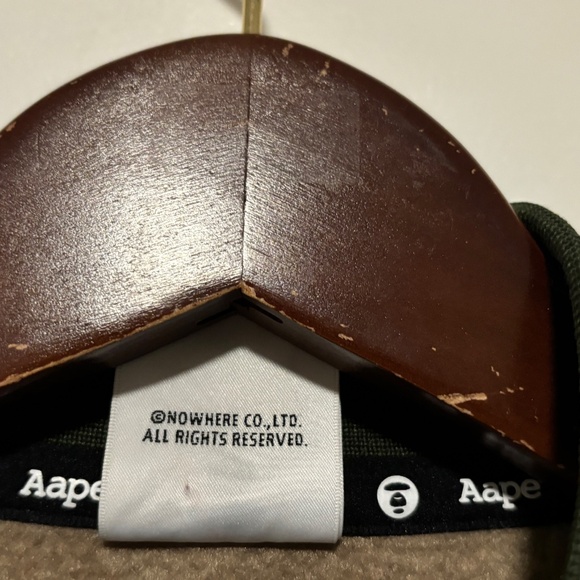 ©NOWHERE CO.,LTD.
ALL RIGHTS RESERVED.
Aape Aape